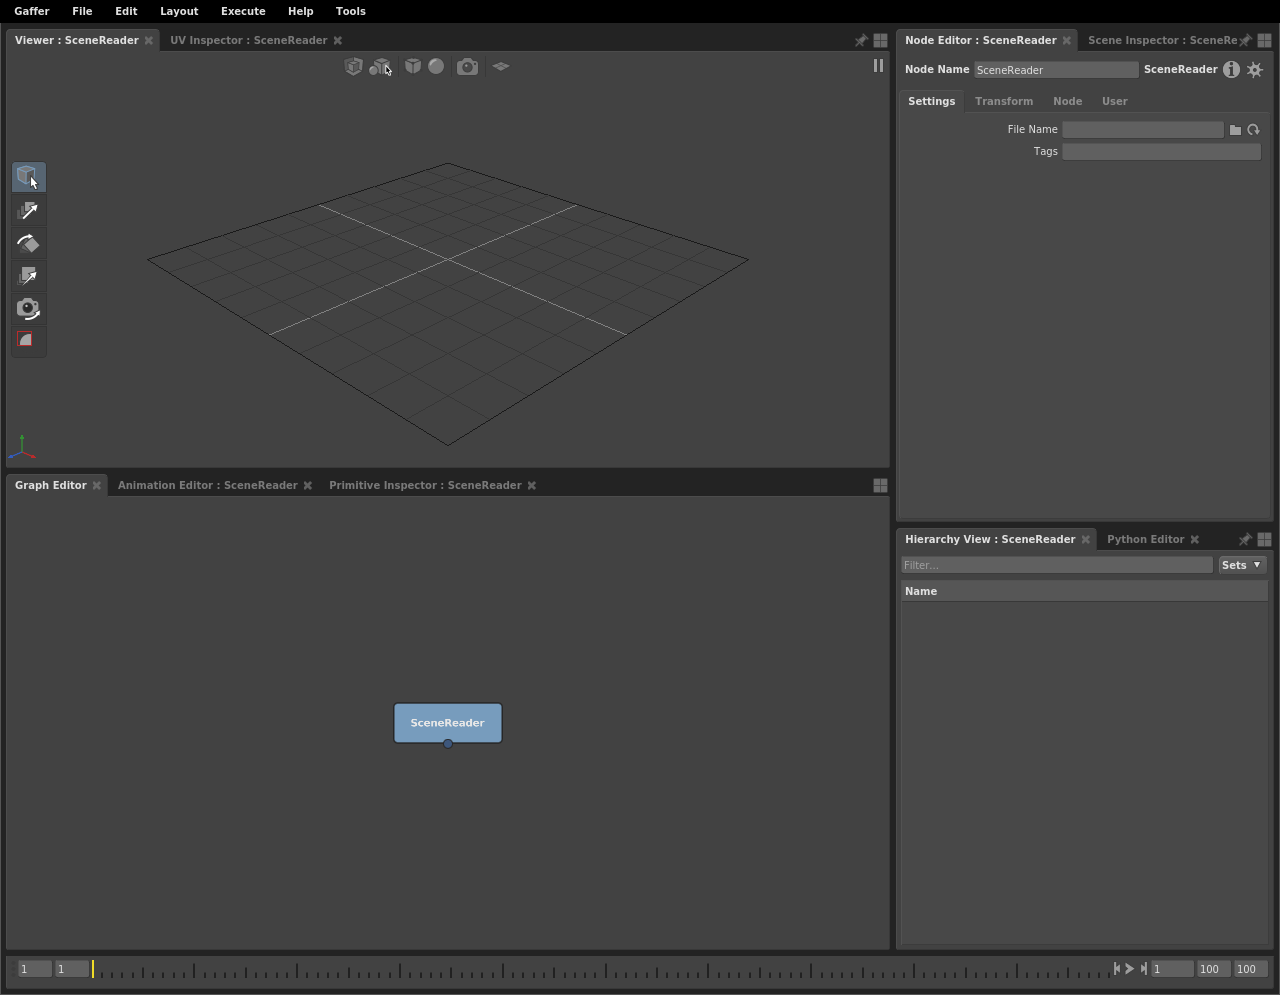 Gaffer File Edit Layout Execute Help Tools
Viewer : SceneReader UV Inspector : SceneReader
Node Editor : SceneReader Scene Inspector : SceneRe
Node Name SceneReader SceneReader
Settings Transform Node User
File Name
Tags
Graph Editor Animation Editor : SceneReader Primitive Inspector : SceneReader
SceneReader
Hierarchy View : SceneReader Python Editor
Filter... Sets
Name
1 1 1 100 100